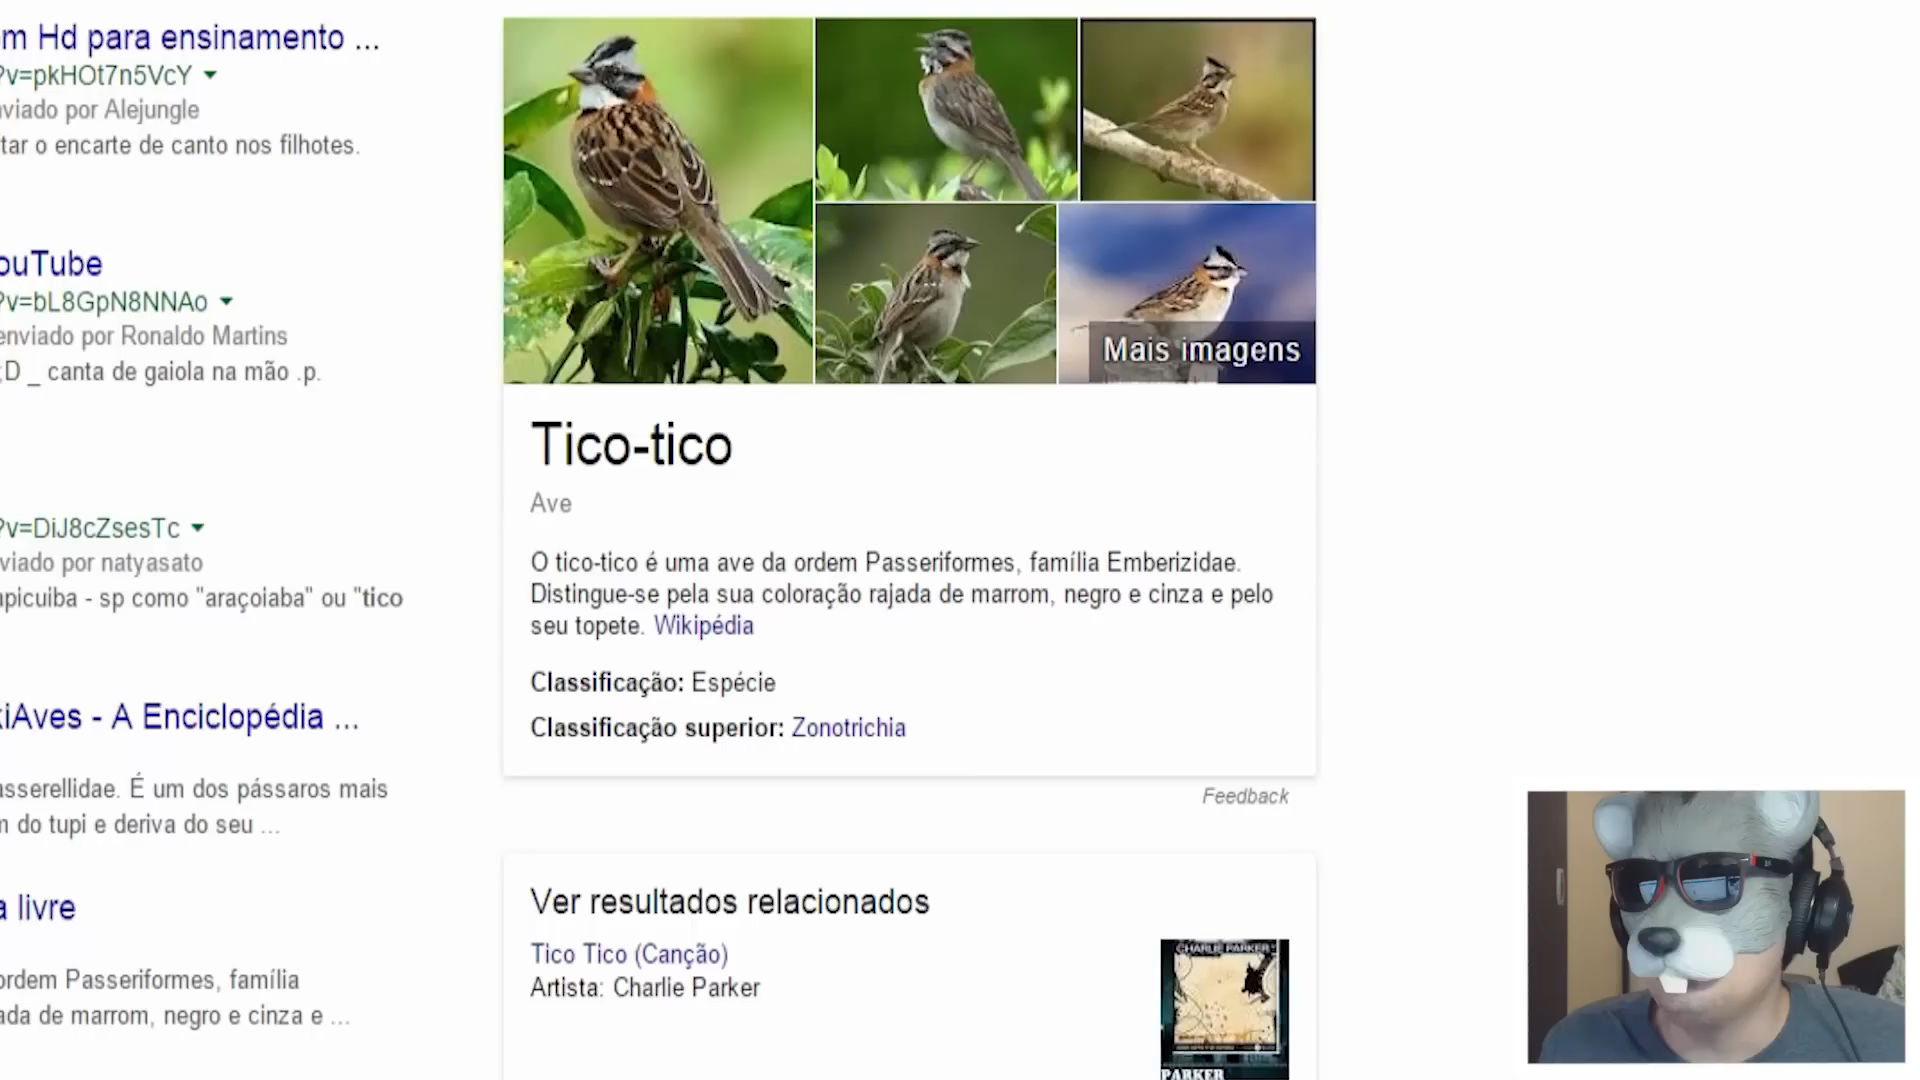 om Hd para ensinamento ...
?v=pkHOt7n5VcY
nviado por Alejungle
tar o encarte de canto nos filhotes.
ouTube
?v=bL8GpN8NNAo
enviado por Ronaldo Martins
;D _ canta de gaiola na mão .p.
?v=DiJ8cZsesTc
viado por natyasato
apicuiba - sp como "araçoiaba" ou "tico
kiAves - A Enciclopédia ...
asserellidae. É um dos pássaros mais
m do tupi e deriva do seu ...
a livre
ordem Passeriformes, família
ada de marrom, negro e cinza e ...
Mais imagens
Tico-tico
Ave
O tico-tico é uma ave da ordem Passeriformes, família Emberizidae.
Distingue-se pela sua coloração rajada de marrom, negro e cinza e pelo
seu topete. Wikipédia
Classificação: Espécie
Classificação superior: Zonotrichia
Feedback
Ver resultados relacionados
Tico Tico (Canção)
Artista: Charlie Parker
CHARLIE PARKER
PARKER